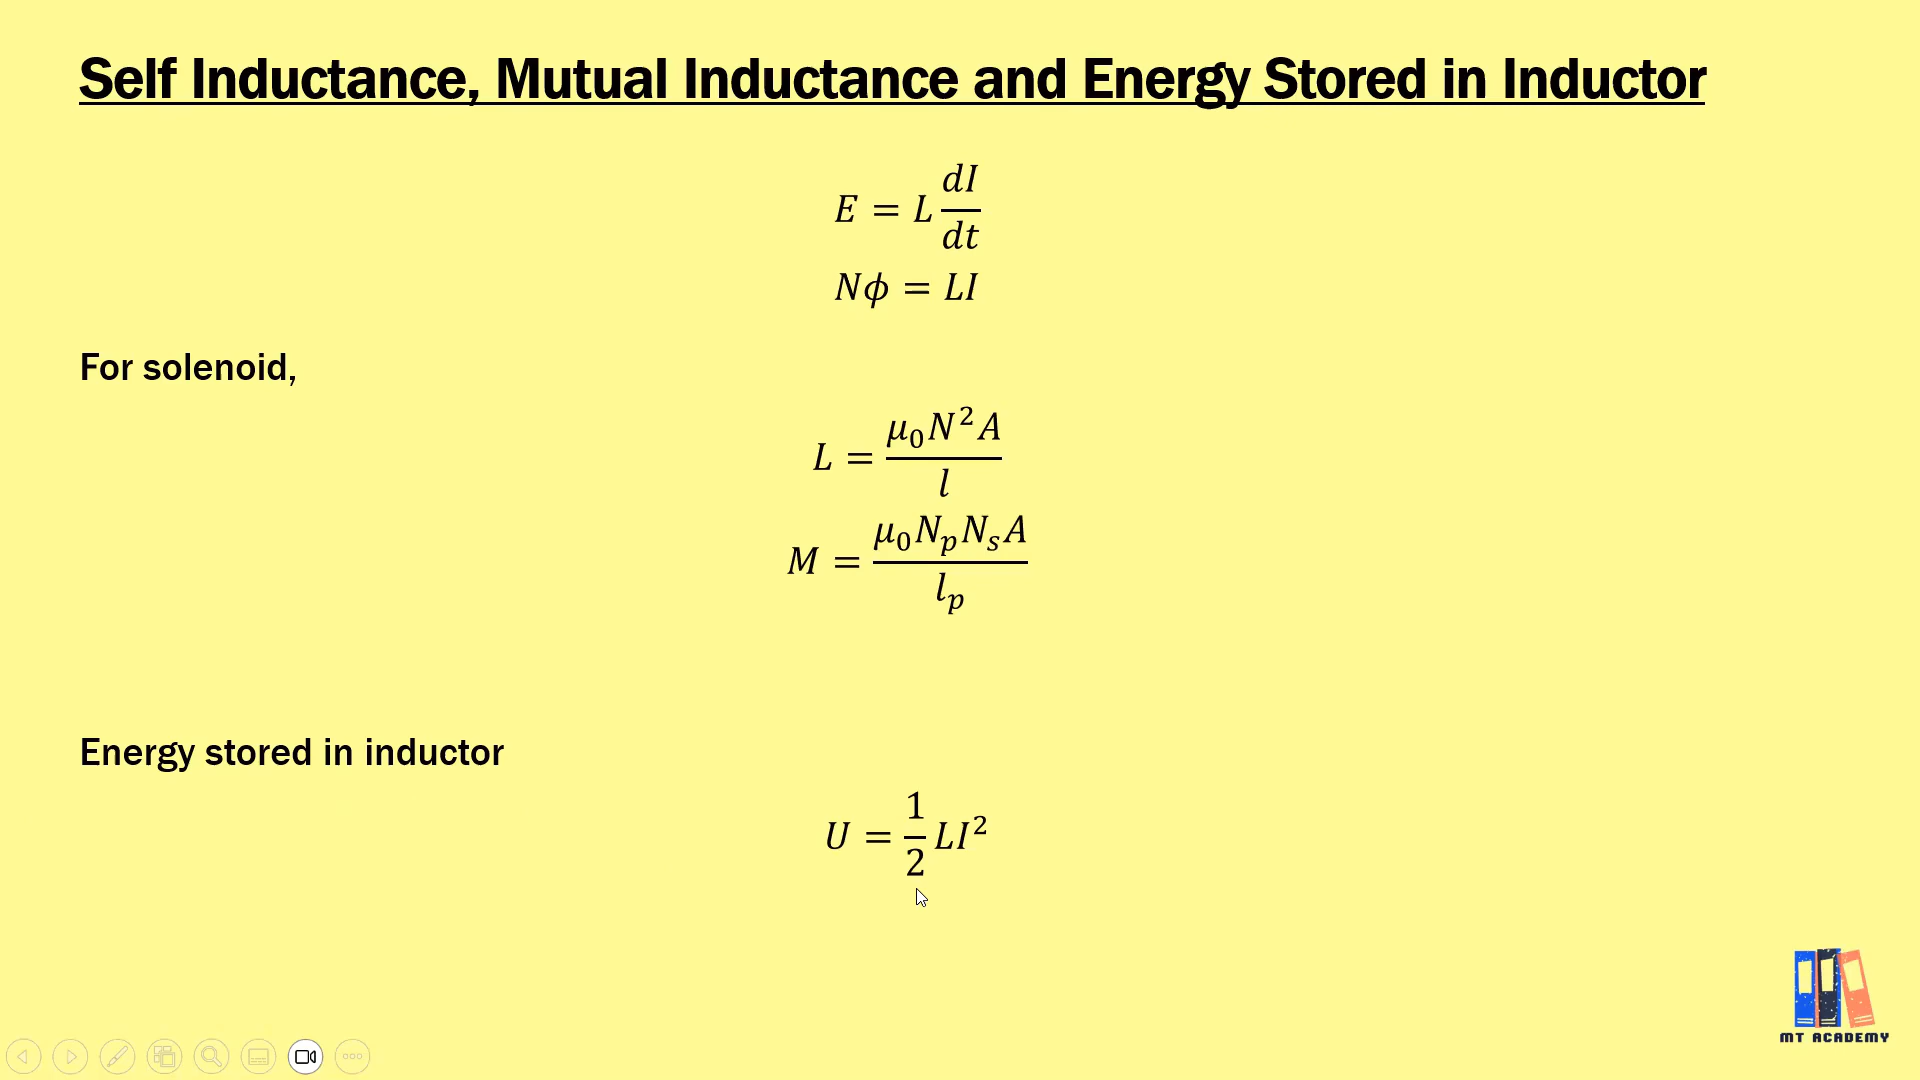 Self Inductance, Mutual Inductance and Energy Stored in Inductor
E = L dI/dt
Nϕ = LI
For solenoid,
L = μ₀N²A/l
M = μ₀NₚNₛA/lₚ
Energy stored in inductor
U = 1/2 LI²
MT ACADEMY